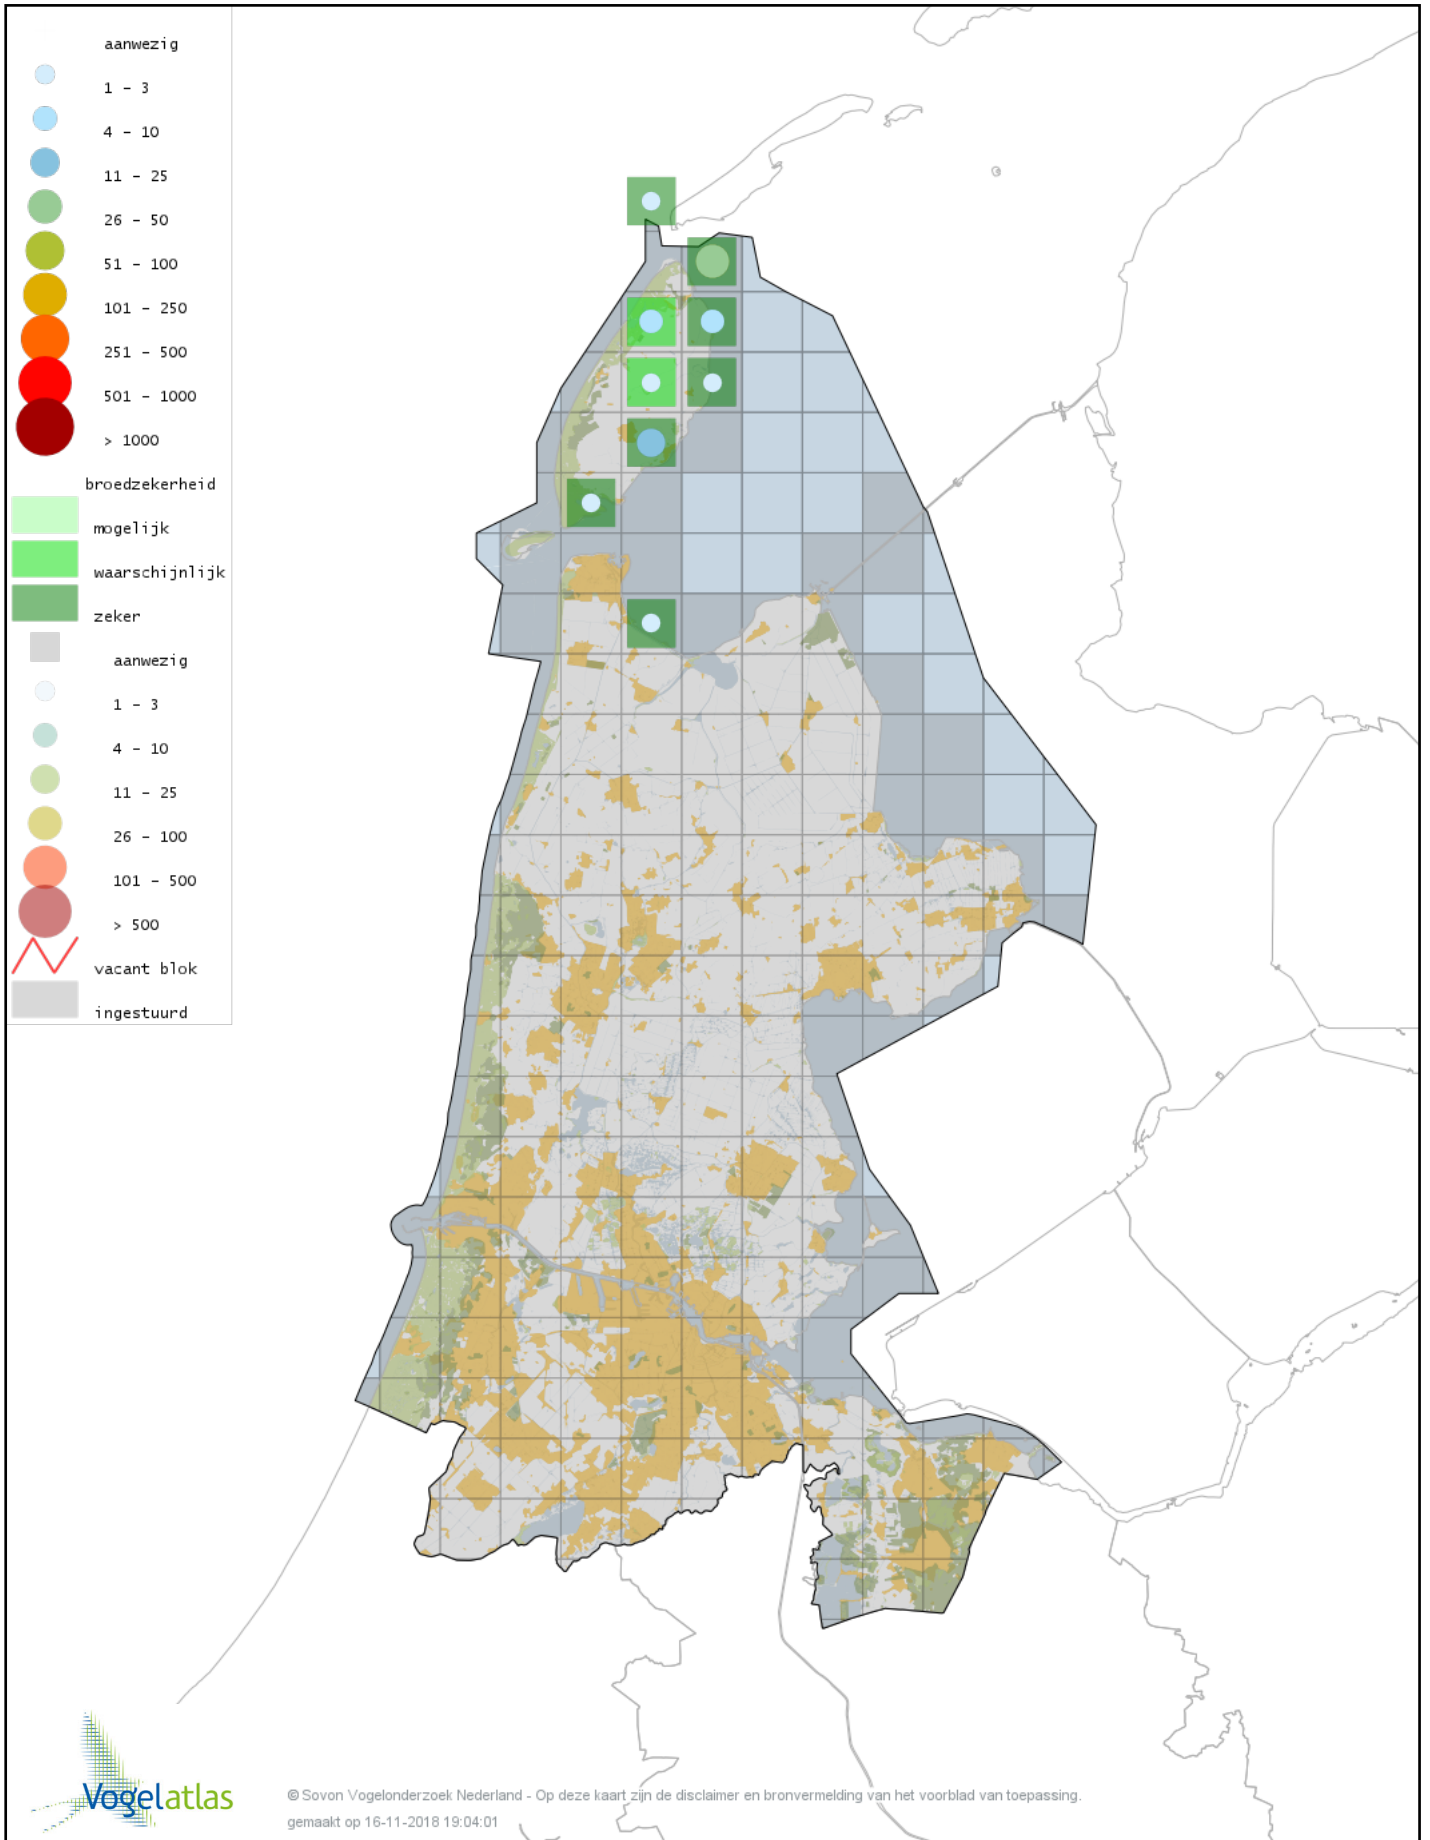 aanwezig
1 - 3
4 - 10
11 - 25
26 - 50
51 - 100
101 - 250
251 - 500
501 - 1000
> 1000
broedzekerheid
mogelijk
waarschijnlijk
zeker
aanwezig
1 - 3
4 - 10
11 - 25
26 - 100
101 - 500
> 500
vacant blok
ingestuurd
Vogelatlas
© Sovon Vogelonderzoek Nederland - Op deze kaart zijn de disclaimer en bronvermelding van het voorblad van toepassing.
gemaakt op 16-11-2018 19:04:01